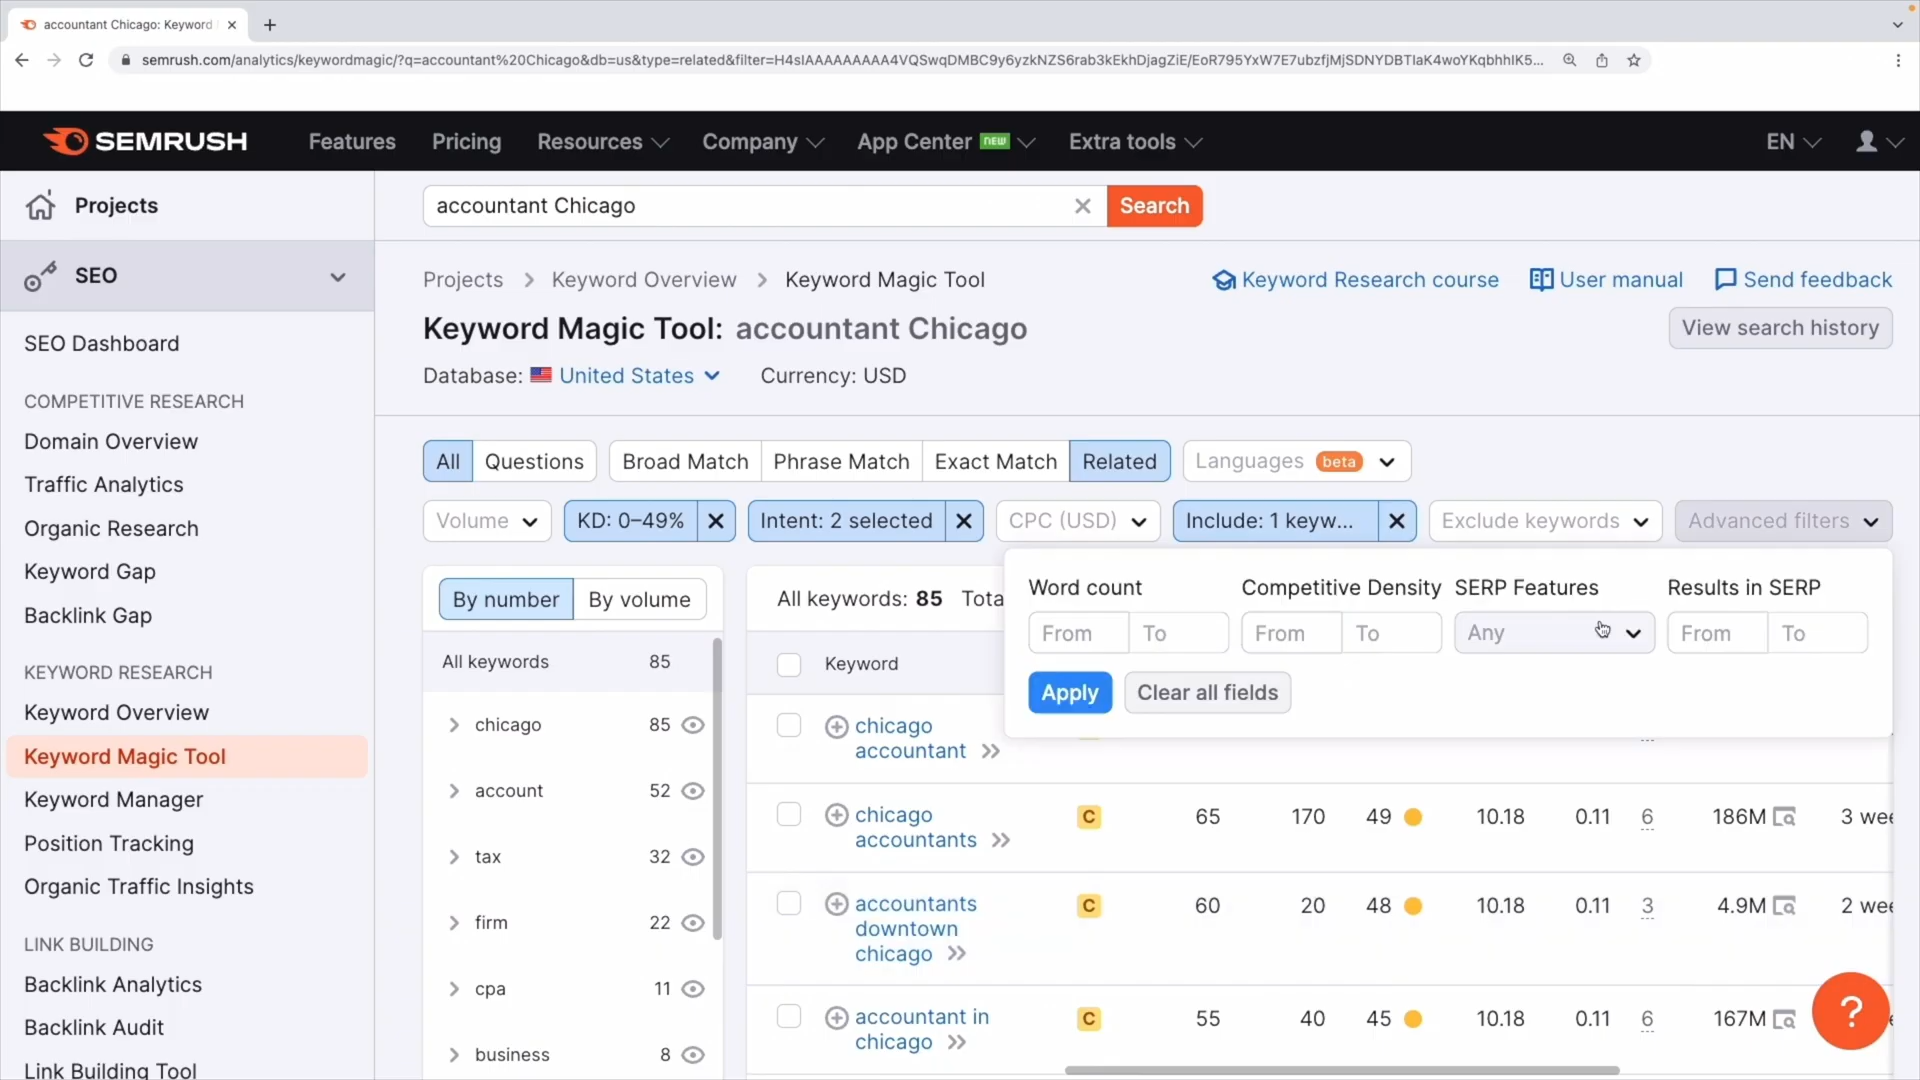 accountant Chicago: Keyword
semrush.com/analytics/keywordmagic/?q=accountant%20Chicago&db=us&type=related&filter=
SEMRUSH
Features
Pricing
Resources
Company
App Center NEW
Extra tools
EN
Projects
accountant Chicago
Search
SEO
Projects > Keyword Overview > Keyword Magic Tool
Keyword Research course
User manual
Send feedback
Keyword Magic Tool: accountant Chicago
View search history
Database: United States
Currency: USD
SEO Dashboard
COMPETITIVE RESEARCH
Domain Overview
Traffic Analytics
Organic Research
Keyword Gap
Backlink Gap
KEYWORD RESEARCH
Keyword Overview
Keyword Magic Tool
Keyword Manager
Position Tracking
Organic Traffic Insights
LINK BUILDING
Backlink Analytics
Backlink Audit
Link Building Tool
All
Questions
Broad Match
Phrase Match
Exact Match
Related
Languages beta
Volume
KD: 0–49%
Intent: 2 selected
CPC (USD)
Include: 1 keyw...
Exclude keywords
Advanced filters
Word count
Competitive Density
SERP Features
Results in SERP
From
To
From
To
Any
From
To
Apply
Clear all fields
By number
By volume
All keywords 85
chicago 85
account 52
tax 32
firm 22
cpa 11
business 8
All keywords: 85
Keyword
chicago
accountant
chicago
accountants
C 65 170 49 10.18 0.11 6 186M
accountants
downtown
chicago
C 60 20 48 10.18 0.11 3 4.9M
accountant in
chicago
C 55 40 45 10.18 0.11 6 167M
?